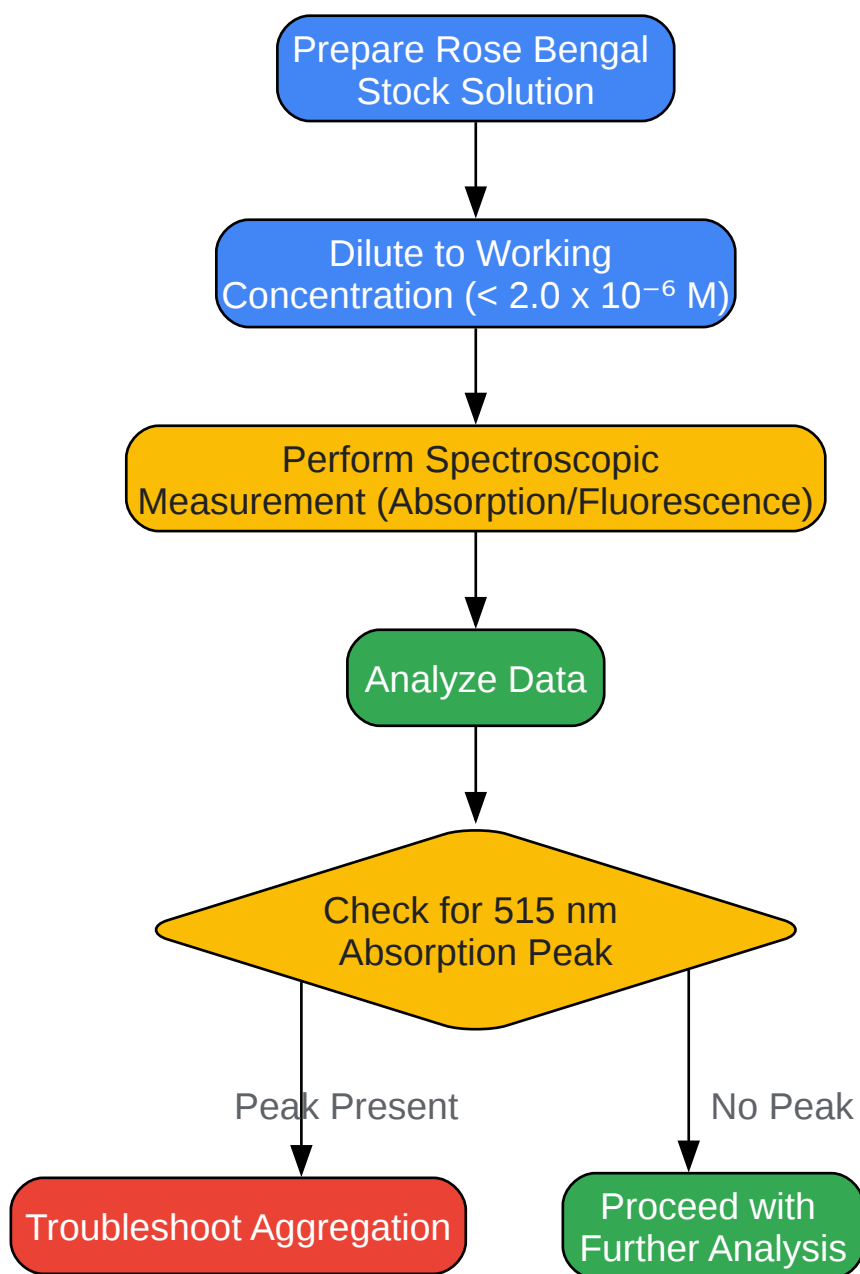 Prepare Rose Bengal
Stock Solution
Dilute to Working
Concentration (< 2.0 x 10⁻⁶ M)
Perform Spectroscopic
Measurement (Absorption/Fluorescence)
Analyze Data
Check for 515 nm
Absorption Peak
Peak Present
No Peak
Troubleshoot Aggregation
Proceed with
Further Analysis